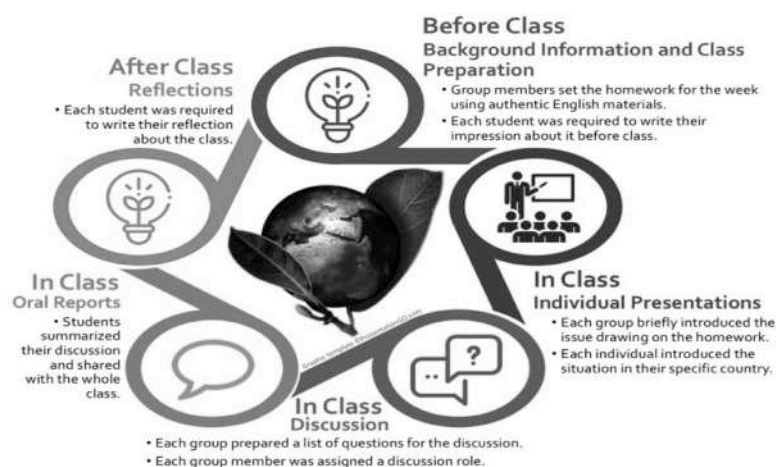 Before Class
Background Information and Class
Preparation
• Group members set the homework for the week
using authentic English materials.
• Each student was required to write their
impression about it before class.
In Class
Individual Presentations
• Each group briefly introduced the
issue drawing on the homework.
• Each individual introduced the
situation in their specific country.
In Class
Discussion
• Each group prepared a list of questions for the discussion.
• Each group member was assigned a discussion role.
In Class
Oral Reports
• Students
summarized
their discussion
and shared
with the whole
class.
After Class
Reflections
• Each student was required
to write their reflection
about the class.
?
Graphic template ©PresentationGO.com